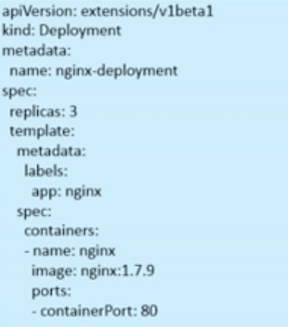 apiVersion: extensions/v1beta1
kind: Deployment
metadata:
  name: nginx-deployment
spec:
  replicas: 3
  template:
    metadata:
      labels:
        app: nginx
    spec:
      containers:
      - name: nginx
        image: nginx:1.7.9
        ports:
        - containerPort: 80